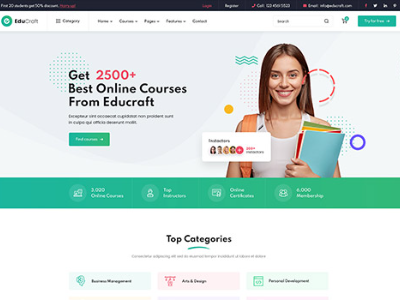 First 20 students get 50% discount. Hurry up!
Login
Register
Call: 123 4561 5523
Email: info@educraft.com
EduCraft
Category
Home
Courses
Pages
Features
Contact
Try for free
Get 2500+
Best Online Courses
From Educraft
Excepteur sint occaecat cupidatat non proident sunt
in culpa qui officia deserunt mollit.
Find courses
Instructors
200+
Instructors
3,020
Online Courses
Top
Instructors
Online
Certificates
6,000
Membership
Top Categories
Consectetur adipiscing elit sed do eiusmod tempor incididunt ut labore et dolore
Business Management
Arts & Design
Personal Development